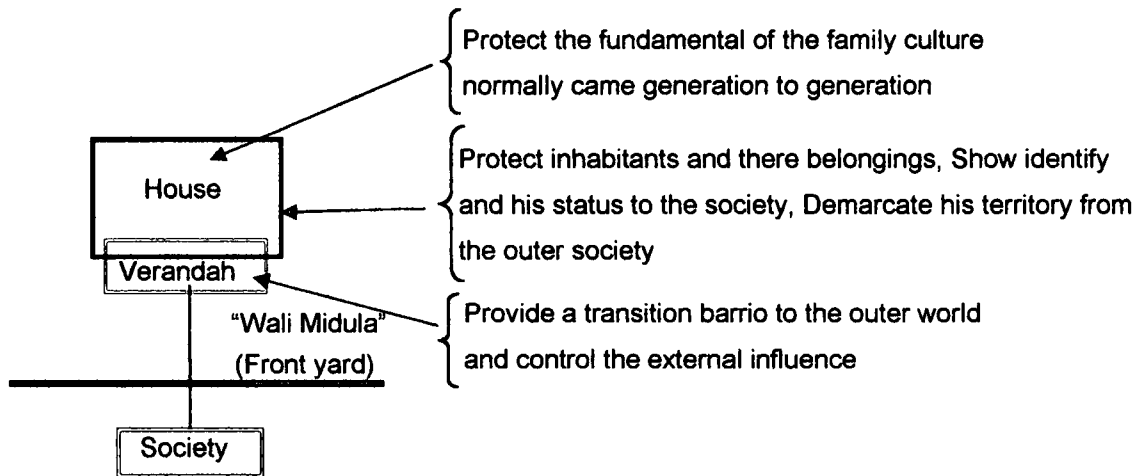 Protect the fundamental of the family culture
normally came generation to generation
House
Protect inhabitants and there belongings, Show identify
and his status to the society, Demarcate his territory from
the outer society
Verandah
“Wali Midula”
(Front yard)
Provide a transition barrio to the outer world
and control the external influence
Society